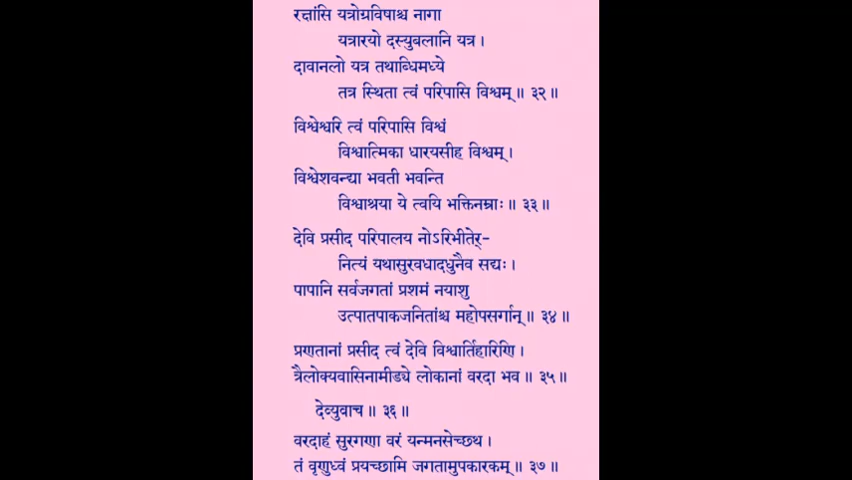 रक्षांसि यत्रोग्रविषाश्च नागा
यत्रारयो दस्युबलानि यत्र।
दावानलो यत्र तथाब्धिमध्ये
तत्र स्थिता त्वं परिपासि विश्वम्॥ ३२॥
विश्वेश्वरि त्वं परिपासि विश्वं
विश्वात्मिका धारयसीह विश्वम्।
विश्वेशवन्द्या भवती भवन्ति
विश्वाश्रया ये त्वयि भक्तिनम्राः॥ ३३॥
देवि प्रसीद परिपालय नोऽरिभीतेर्-
नित्यं यथासुरवधादधुनैव सद्यः।
पापानि सर्वजगतां प्रशमं नयाशु
उत्पातपाकजनितांश्च महोपसर्गान्॥ ३४॥
प्रणतानां प्रसीद त्वं देवि विश्वार्तिहारिणि।
त्रैलोक्यवासिनामीड्ये लोकानां वरदा भव॥ ३५॥
देव्युवाच॥ ३६॥
वरदाहं सुरगणा वरं यन्मनसेच्छथ।
तं वृणुध्वं प्रयच्छामि जगतामुपकारकम्॥ ३७॥